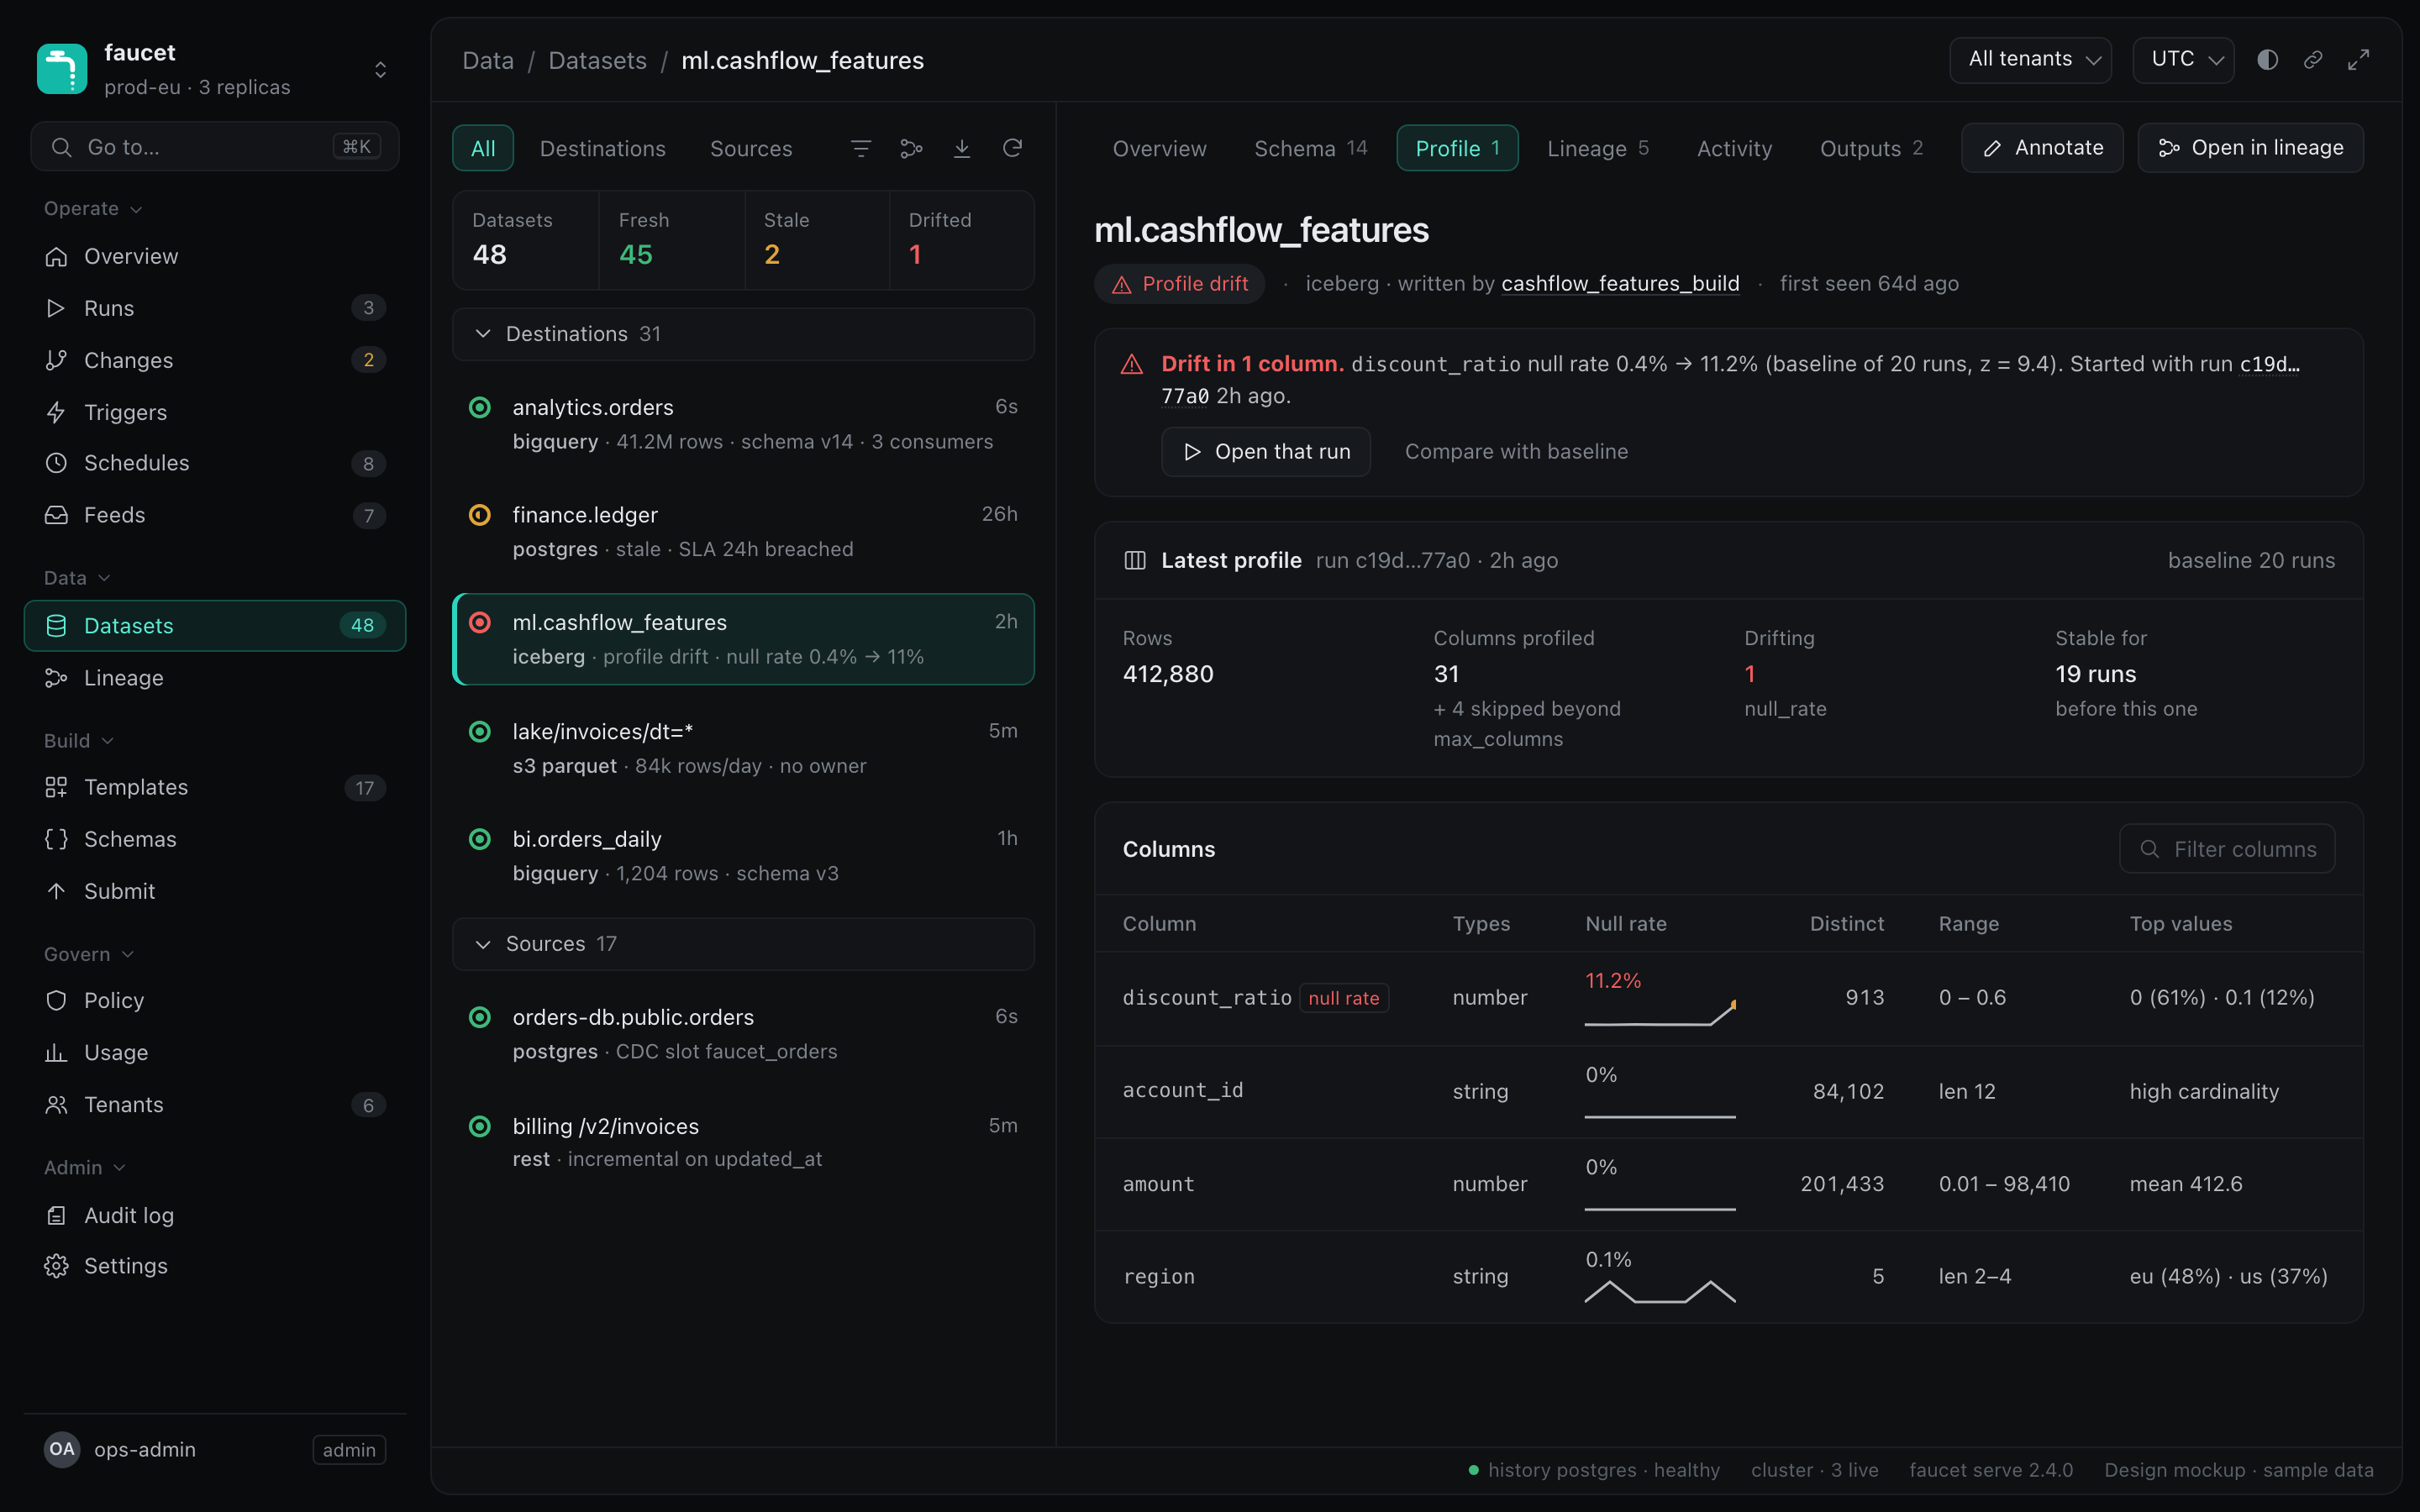 faucet
prod-eu · 3 replicas
Go to...
⌘K
Operate
Overview
Runs 3
Changes 2
Triggers
Schedules 8
Feeds 7
Data
Datasets 48
Lineage
Build
Templates 17
Schemas
Submit
Govern
Policy
Usage
Tenants 6
Admin
Audit log
Settings
OA ops-admin admin
Data / Datasets / ml.cashflow_features
All tenants
UTC
All Destinations Sources
Datasets Fresh Stale Drifted
48 45 2 1
Destinations 31
analytics.orders 6s
bigquery · 41.2M rows · schema v14 · 3 consumers
finance.ledger 26h
postgres · stale · SLA 24h breached
ml.cashflow_features 2h
iceberg · profile drift · null rate 0.4% → 11%
lake/invoices/dt=* 5m
s3 parquet · 84k rows/day · no owner
bi.orders_daily 1h
bigquery · 1,204 rows · schema v3
Sources 17
orders-db.public.orders 6s
postgres · CDC slot faucet_orders
billing /v2/invoices 5m
rest · incremental on updated_at
Overview Schema 14 Profile 1 Lineage 5 Activity Outputs 2
Annotate
Open in lineage
ml.cashflow_features
Profile drift · iceberg · written by cashflow_features_build · first seen 64d ago
Drift in 1 column. discount_ratio null rate 0.4% → 11.2% (baseline of 20 runs, z = 9.4). Started with run c19d…
77a0 2h ago.
Open that run
Compare with baseline
Latest profile run c19d…77a0 · 2h ago baseline 20 runs
Rows Columns profiled Drifting Stable for
412,880 31 1 19 runs
+ 4 skipped beyond null_rate before this one
max_columns
Columns
Filter columns
Column Types Null rate Distinct Range Top values
discount_ratio null rate number 11.2% 913 0 – 0.6 0 (61%) · 0.1 (12%)
account_id string 0% 84,102 len 12 high cardinality
amount number 0% 201,433 0.01 – 98,410 mean 412.6
region string 0.1% 5 len 2–4 eu (48%) · us (37%)
history postgres · healthy cluster · 3 live faucet serve 2.4.0 Design mockup · sample data